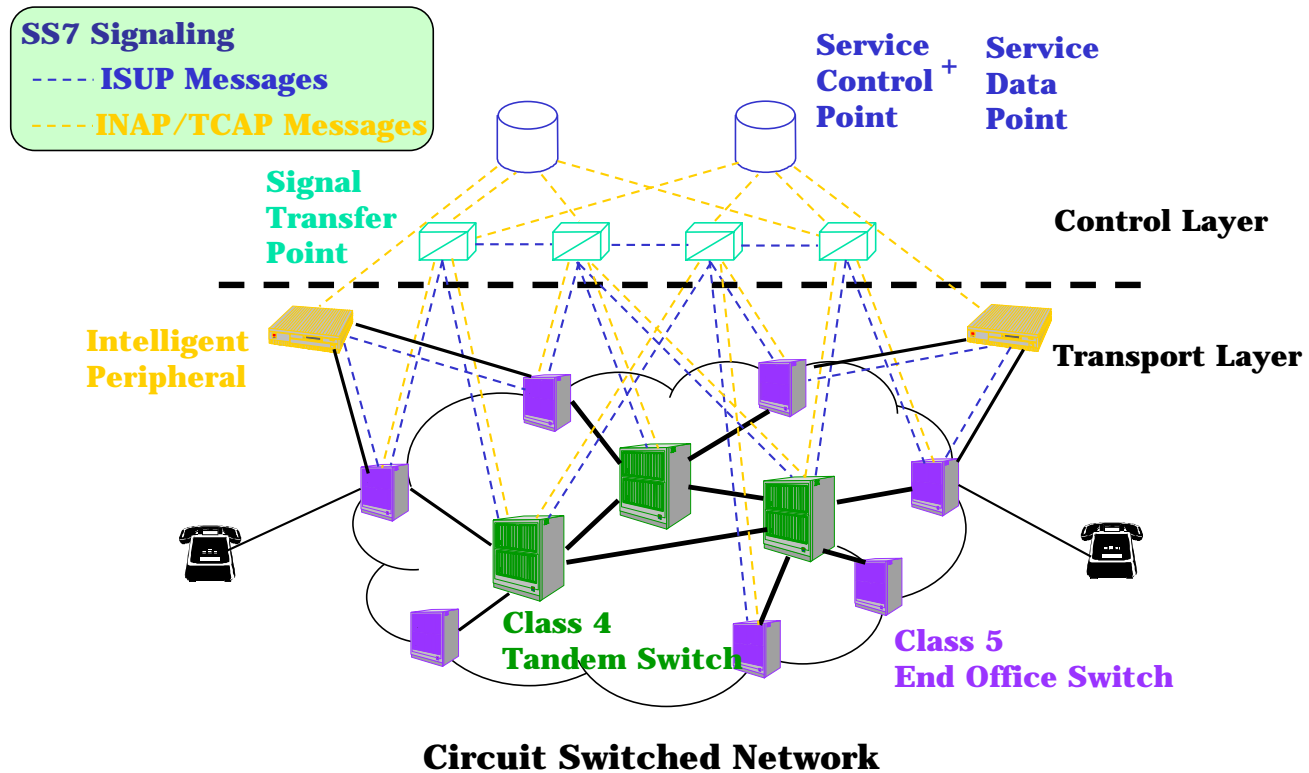 SS7 Signaling
ISUP Messages
INAP/TCAP Messages
Service
Control
Point
+
Service
Data
Point
Signal
Transfer
Point
Control Layer
Intelligent
Peripheral
Transport Layer
Class 4
Tandem Switch
Class 5
End Office Switch
Circuit Switched Network